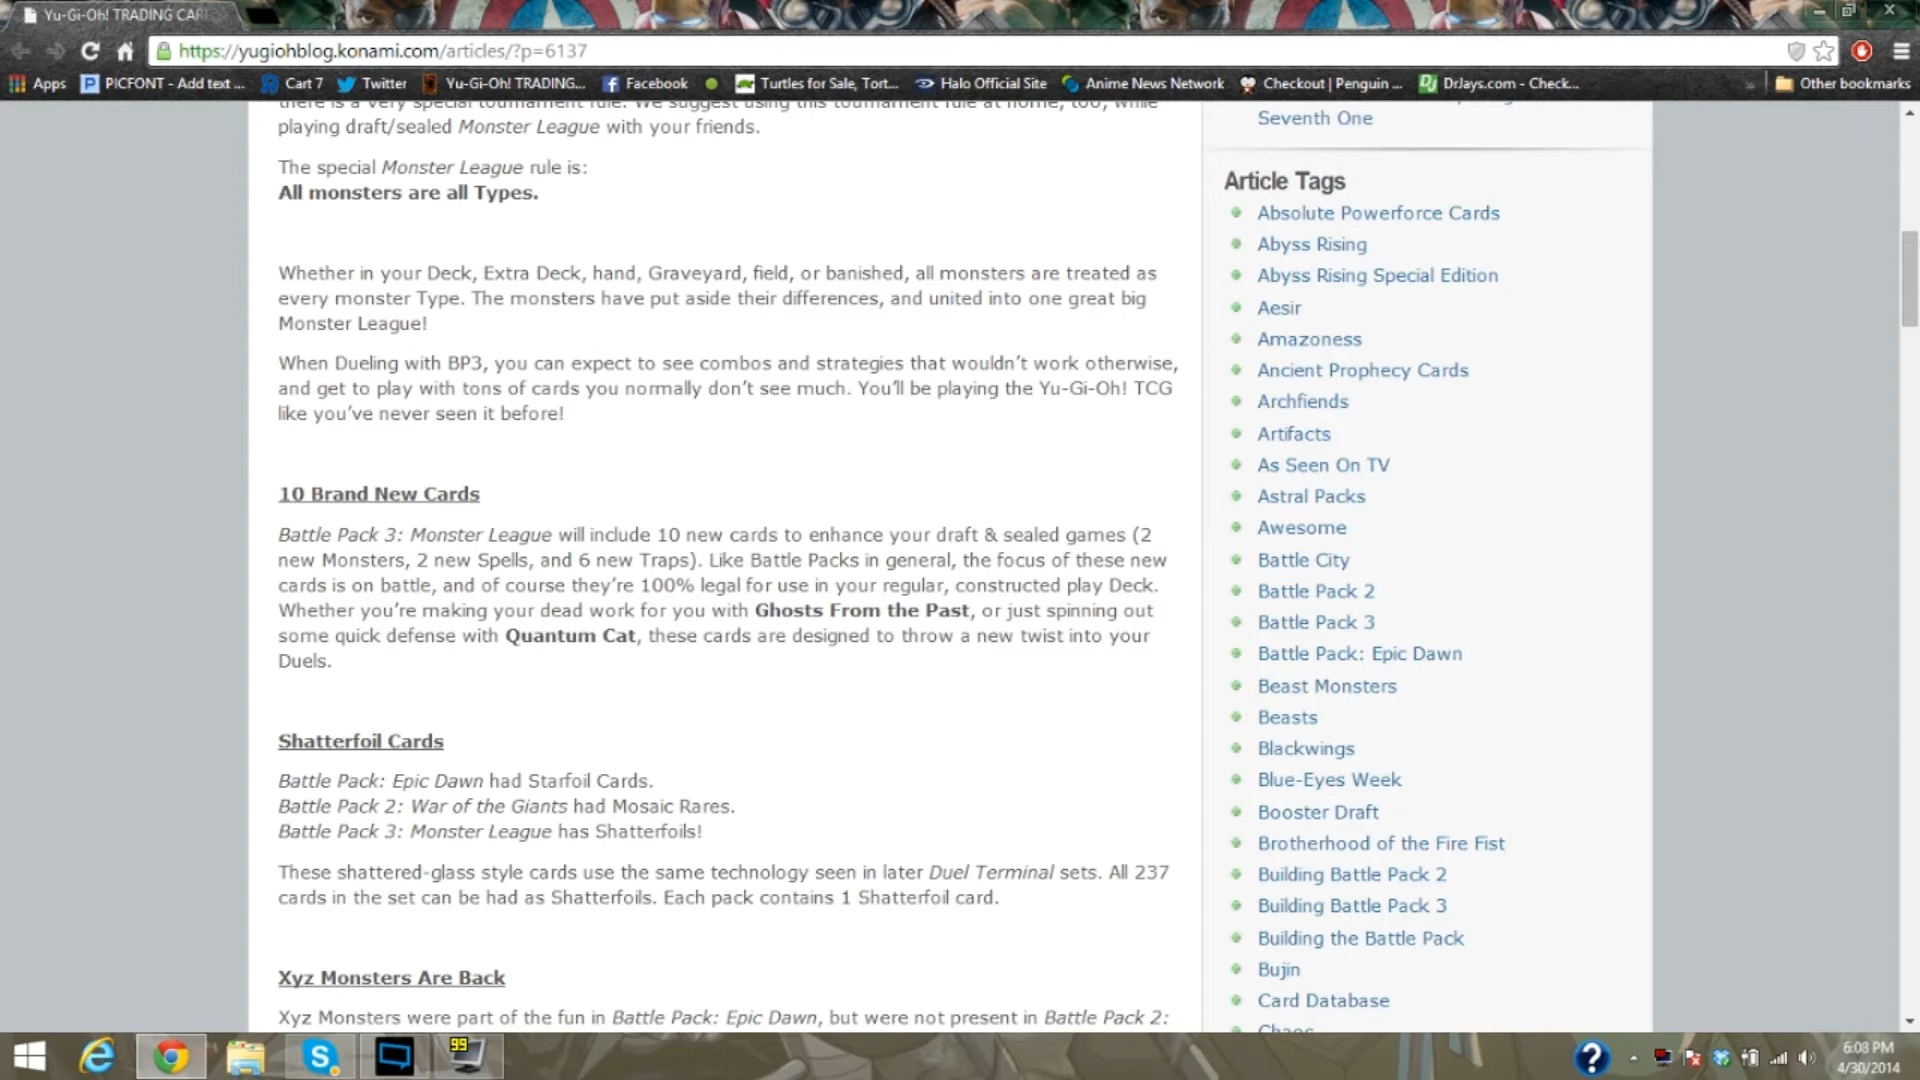 Yu-Gi-Oh! TRADING CAR
https://yugiohblog.konami.com/articles/?p=6137
Apps PICFONT - Add text ... Cart 7 Twitter Yu-Gi-Oh! TRADING... Facebook Turtles for Sale, Tort... Halo Official Site Anime News Network Checkout | Penguin ... DrJays.com - Check... » Other bookmarks
there is a very special tournament rule. We suggest using this tournament rule at home, too, while
playing draft/sealed Monster League with your friends.
The special Monster League rule is:
All monsters are all Types.
Whether in your Deck, Extra Deck, hand, Graveyard, field, or banished, all monsters are treated as
every monster Type. The monsters have put aside their differences, and united into one great big
Monster League!
When Dueling with BP3, you can expect to see combos and strategies that wouldn't work otherwise,
and get to play with tons of cards you normally don't see much. You'll be playing the Yu-Gi-Oh! TCG
like you've never seen it before!
10 Brand New Cards
Battle Pack 3: Monster League will include 10 new cards to enhance your draft & sealed games (2
new Monsters, 2 new Spells, and 6 new Traps). Like Battle Packs in general, the focus of these new
cards is on battle, and of course they're 100% legal for use in your regular, constructed play Deck.
Whether you're making your dead work for you with Ghosts From the Past, or just spinning out
some quick defense with Quantum Cat, these cards are designed to throw a new twist into your
Duels.
Shatterfoil Cards
Battle Pack: Epic Dawn had Starfoil Cards.
Battle Pack 2: War of the Giants had Mosaic Rares.
Battle Pack 3: Monster League has Shatterfoils!
These shattered-glass style cards use the same technology seen in later Duel Terminal sets. All 237
cards in the set can be had as Shatterfoils. Each pack contains 1 Shatterfoil card.
Xyz Monsters Are Back
Xyz Monsters were part of the fun in Battle Pack: Epic Dawn, but were not present in Battle Pack 2:
Seventh One
Article Tags
Absolute Powerforce Cards
Abyss Rising
Abyss Rising Special Edition
Aesir
Amazoness
Ancient Prophecy Cards
Archfiends
Artifacts
As Seen On TV
Astral Packs
Awesome
Battle City
Battle Pack 2
Battle Pack 3
Battle Pack: Epic Dawn
Beast Monsters
Beasts
Blackwings
Blue-Eyes Week
Booster Draft
Brotherhood of the Fire Fist
Building Battle Pack 2
Building Battle Pack 3
Building the Battle Pack
Bujin
Card Database
Chaos
99
6:03 PM
4/30/2014